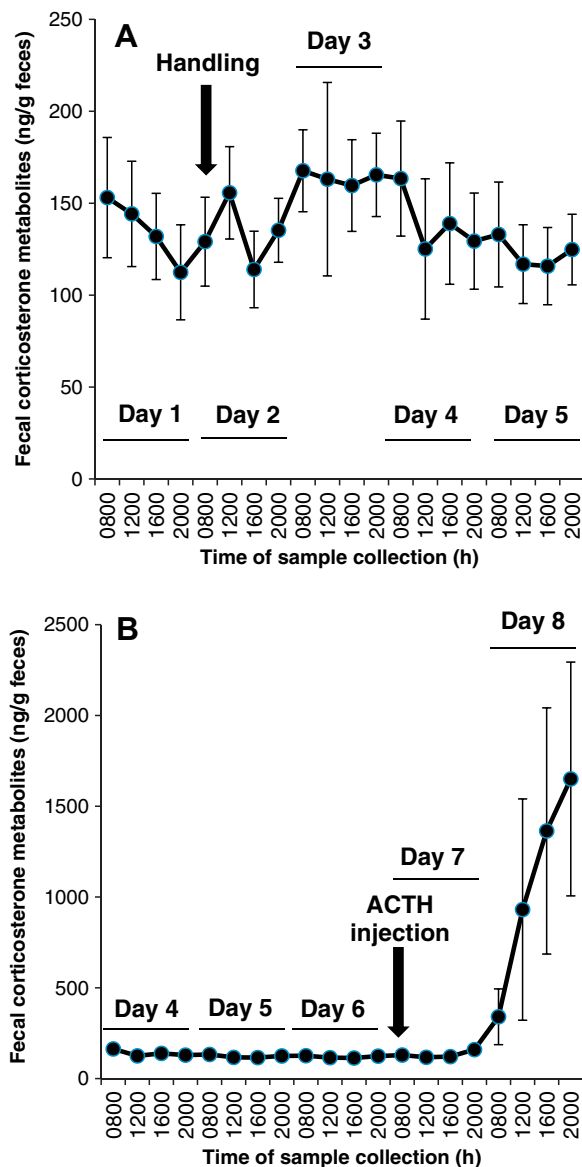 A
Fecal corticosterone metabolites (ng/g feces)
250
200
150
100
50
0
Handling
Day 3
Day 1
Day 2
Day 4
Day 5
0800 1200 1600 2000 0800 1200 1600 2000 0800 1200 1600 2000 0800 1200 1600 2000 0800 1200 1600 2000
Time of sample collection (h)
B
Fecal corticosterone metabolites (ng/g feces)
2500
2000
1500
1000
500
0
Day 8
Day 7
ACTH
injection
Day 4
Day 5
Day 6
0800 1200 1600 2000 0800 1200 1600 2000 0800 1200 1600 2000 0800 1200 1600 2000 0800 1200 1600 2000
Time of sample collection (h)